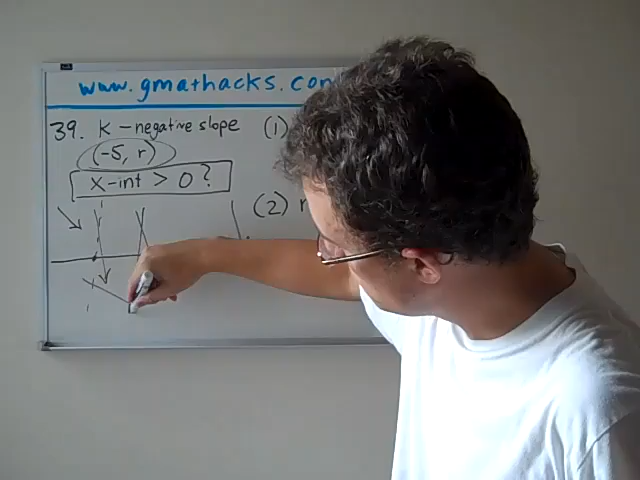 www.gmathacks.com
39. K - negative slope (1)
(-5, r)
X-int > 0?
(2) r